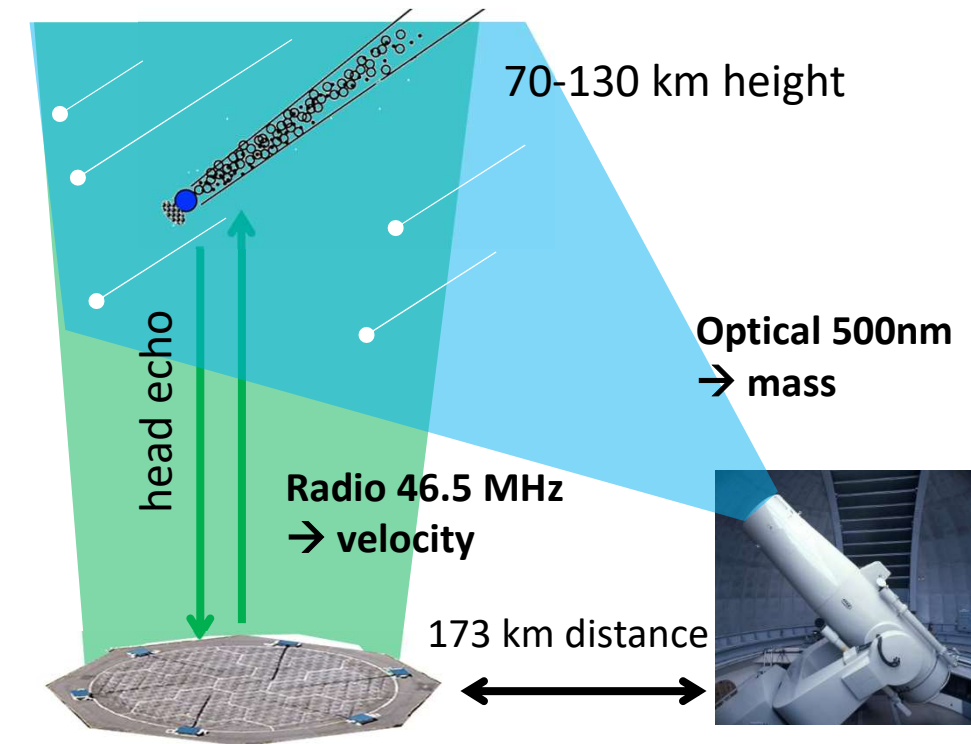 70-130 km height
Optical 500nm
→ mass
head echo
Radio 46.5 MHz
→ velocity
173 km distance